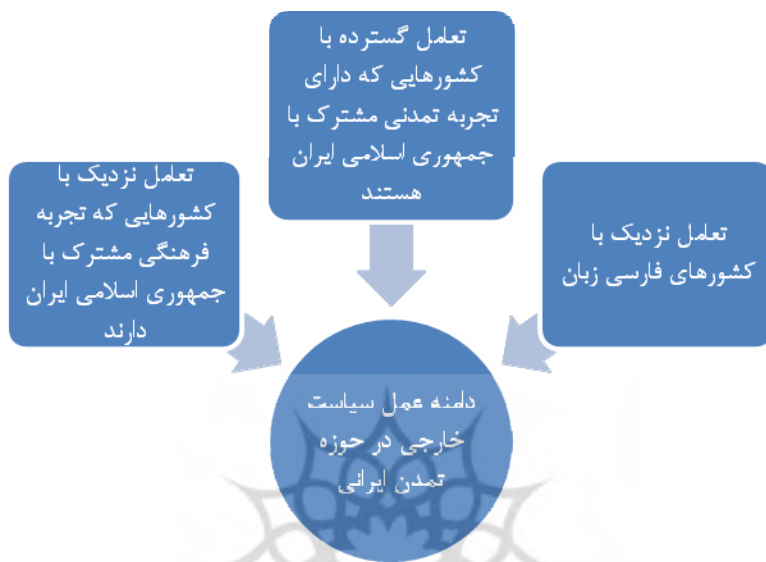 تعامل گسترده با
کشورهایی که دارای
تجربه تمدنی مشترک با
جمهوری اسلامی ایران
هستند
تعامل نزدیک با
کشورهای فارسی زبان
تعامل نزدیک با
کشورهایی که تجربه
فرهنگی مشترک با
جمهوری اسلامی ایران
دارند
دامنه عمل سیاست
خارجی در حوزه
تمدن ایرانی